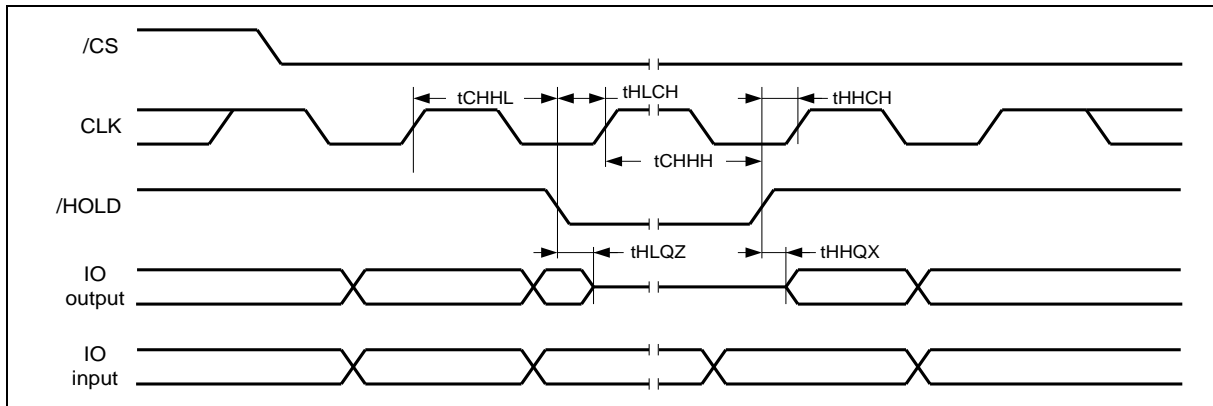 /CS
tCHHL
tHLCH
tHHCH
CLK
tCHHH
/HOLD
tHLQZ
tHHQX
IO
output
IO
input